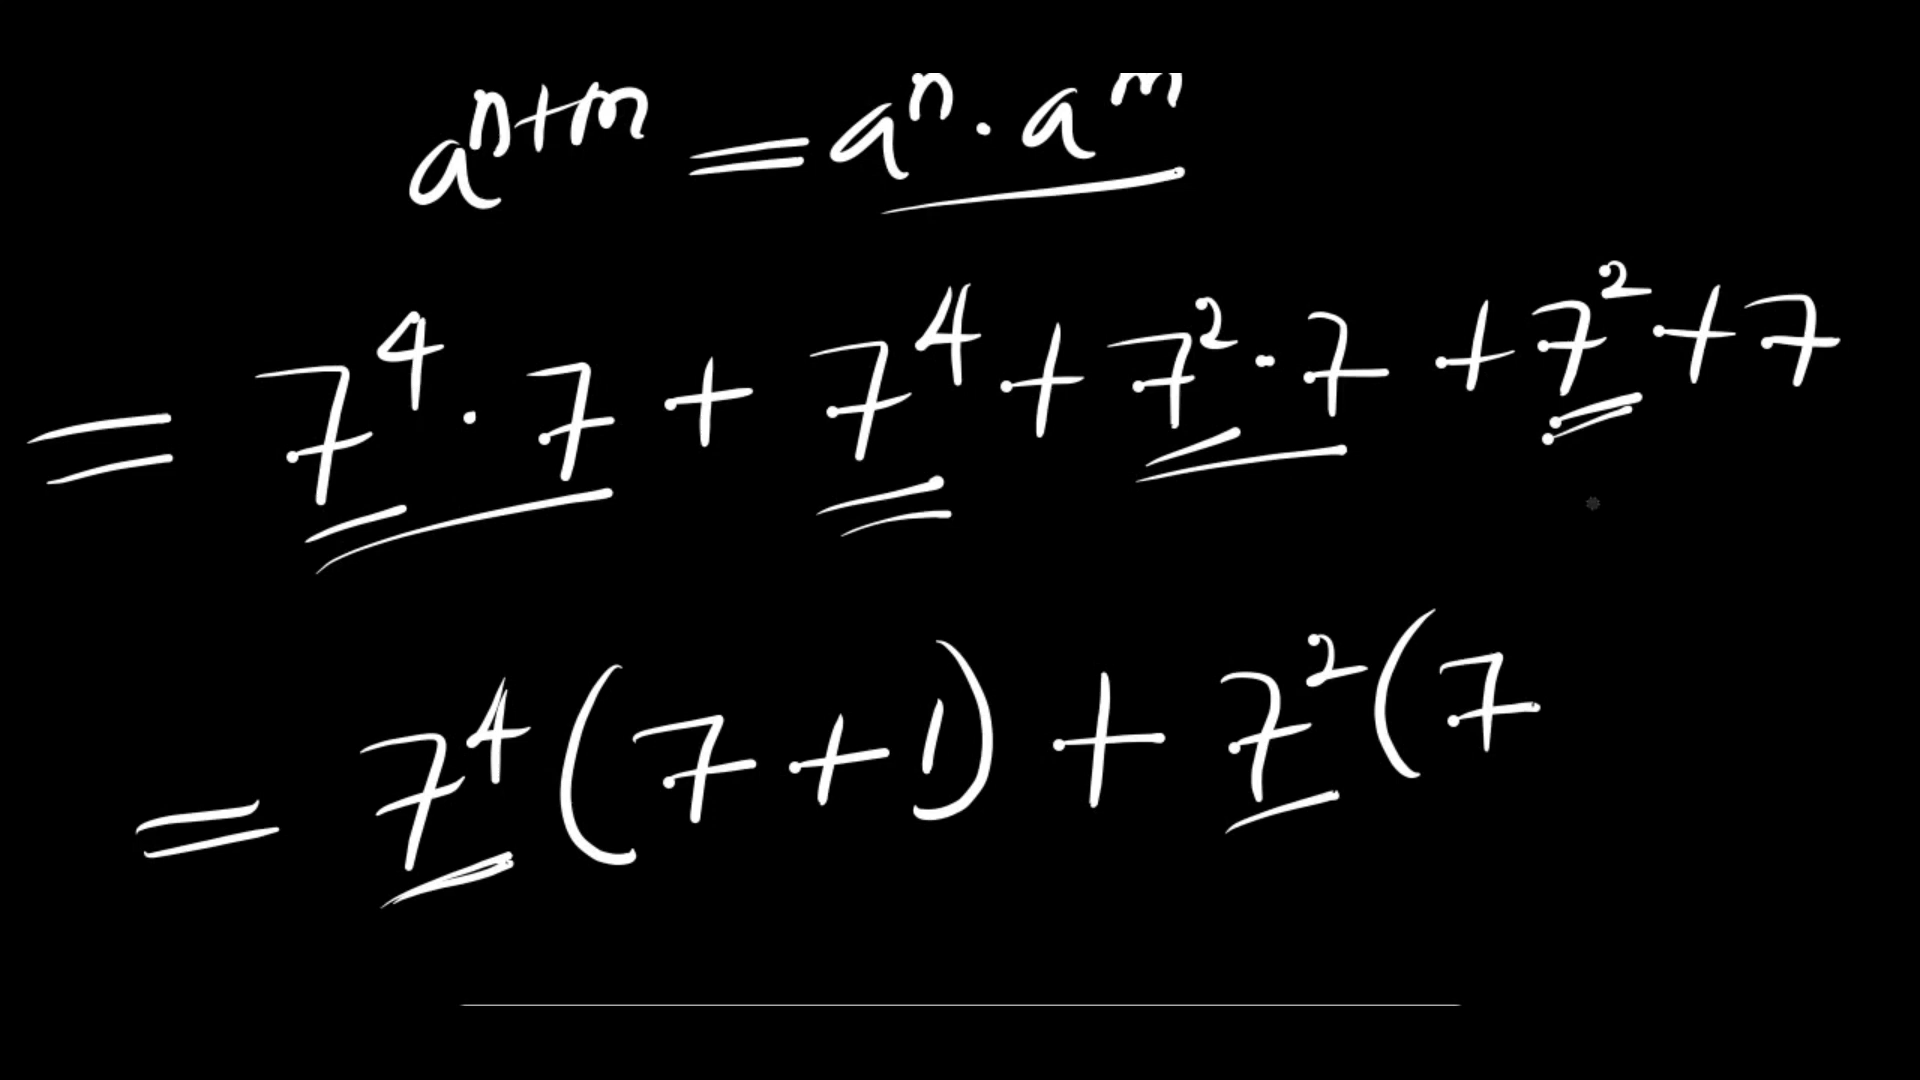 a^{n+m} = a^n · a^m
= 7^4 · 7 + 7^4 + 7^2 · 7 + 7^2 + 7
= 7^4 (7 + 1) + 7^2 (7